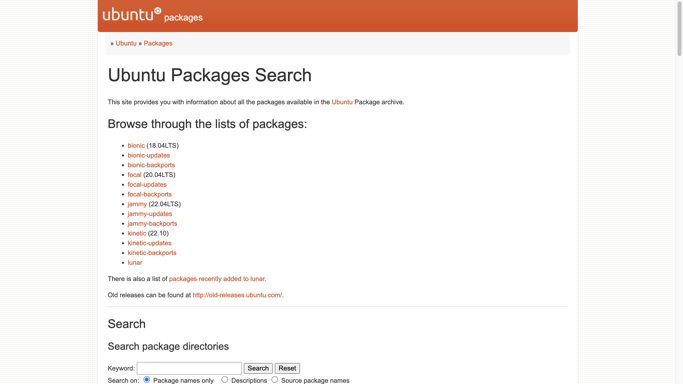 ubuntu packages
» Ubuntu » Packages
Ubuntu Packages Search
This site provides you with information about all the packages available in the Ubuntu Package archive.
Browse through the lists of packages:
• bionic (18.04LTS)
• bionic-updates
• bionic-backports
• focal (20.04LTS)
• focal-updates
• focal-backports
• jammy (22.04LTS)
• jammy-updates
• jammy-backports
• kinetic (22.10)
• kinetic-updates
• kinetic-backports
• lunar
There is also a list of packages recently added to lunar.
Old releases can be found at http://old-releases.ubuntu.com/.
Search
Search package directories
Keyword: Search Reset
Search on: Package names only Descriptions Source package names